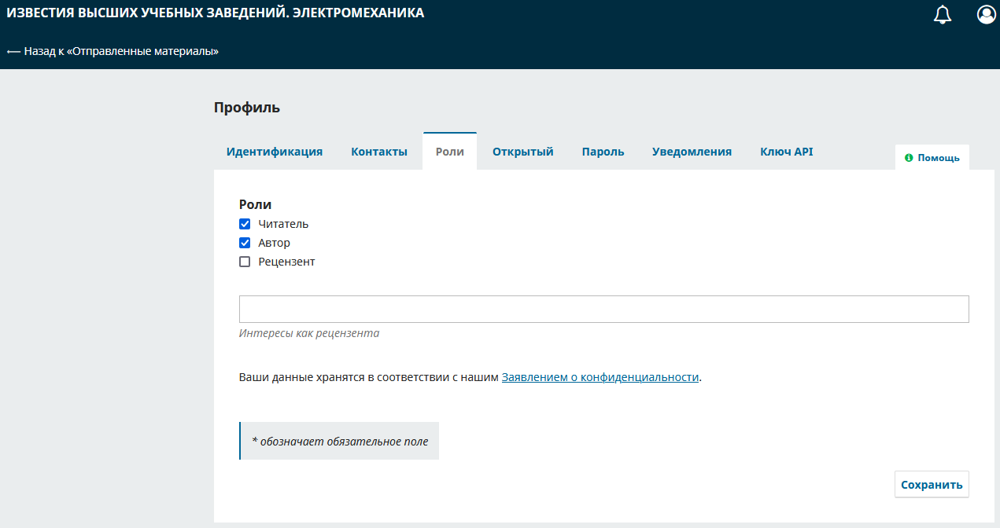 ИЗВЕСТИЯ ВЫСШИХ УЧЕБНЫХ ЗАВЕДЕНИЙ. ЭЛЕКТРОМЕХАНИКА
⟵ Назад к «Отправленные материалы»
Профиль
Идентификация Контакты Роли Открытый Пароль Уведомления Ключ API
Помощь
Роли
Читатель
Автор
Рецензент
Интересы как рецензента
Ваши данные хранятся в соответствии с нашим Заявлением о конфиденциальности.
* обозначает обязательное поле
Сохранить